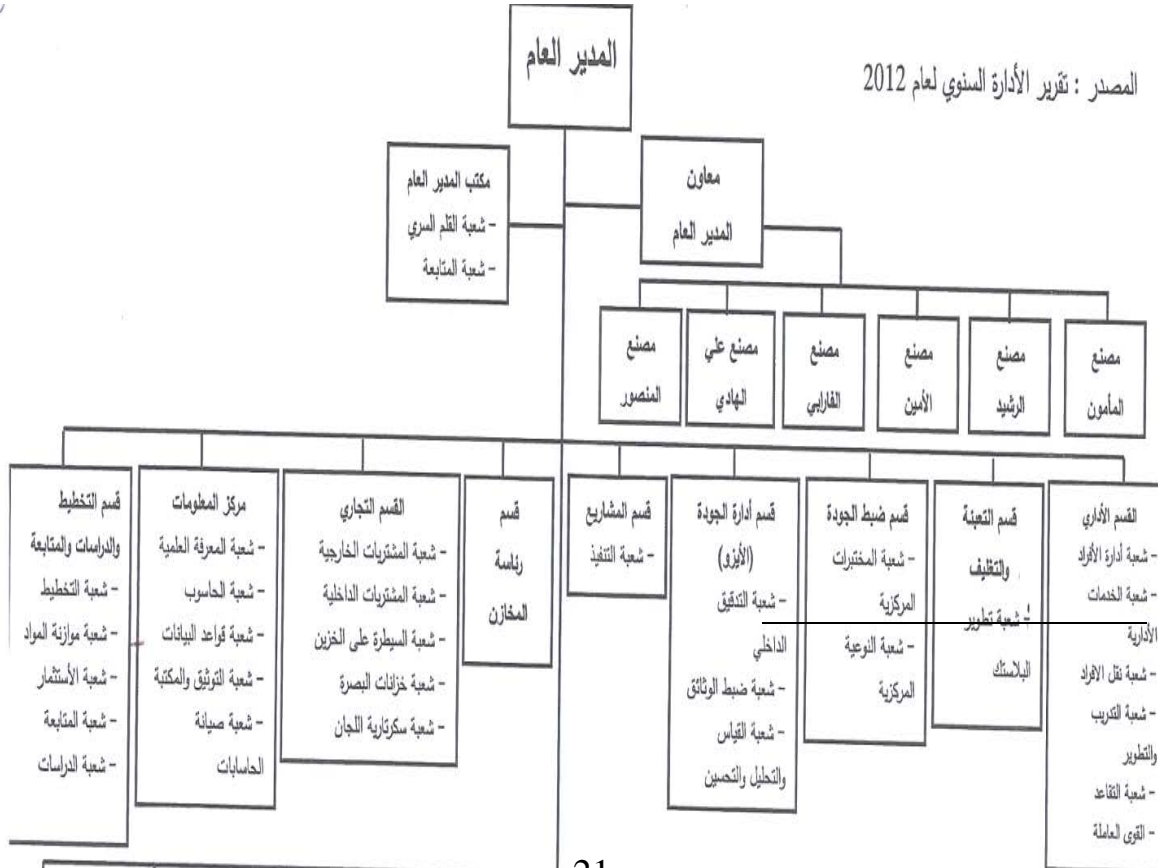 المدير العام
المصدر : تقرير الأدارة السنوي لعام 2012
معاون
المدير العام
مكتب المدير العام
- شعبة القلم السري
- شعبة المتابعة
مصنع
المأمون
مصنع
الرشيد
مصنع
الأمين
مصنع
الفارابي
مصنع علي
الهادي
مصنع
المنصور
القسم الأداري
- شعبة أدارة الأفراد
- شعبة الخدمات
الأدارية
- شعبة نقل الافراد
- شعبة التدريب
والتطوير
- شعبة التقاعد
- القوى العاملة
قسم التعبئة
والتغليف
- شعبة تطوير
البلاستك
قسم ضبط الجودة
- شعبة المختبرات
المركزية
- شعبة النوعية
المركزية
قسم أدارة الجودة
(الأيزو)
- شعبة التدقيق
الداخلي
- شعبة ضبط الوثائق
- شعبة القياس
والتحليل والتحسين
قسم المشاريع
- شعبة التنفيذ
قسم
رئاسة
المخازن
القسم التجاري
- شعبة المشتريات الخارجية
- شعبة المشتريات الداخلية
- شعبة السيطرة على الخزين
- شعبة خزانات البصرة
- شعبة سكرتارية اللجان
مركز المعلومات
- شعبة المعرفة العلمية
- شعبة الحاسوب
- شعبة قواعد البيانات
- شعبة التوثيق والمكتبة
- شعبة صيانة
الحاسابات
قسم التخطيط
والدراسات والمتابعة
- شعبة التخطيط
- شعبة موازنة المواد
- شعبة الأستثمار
- شعبة المتابعة
- شعبة الدراسات
21